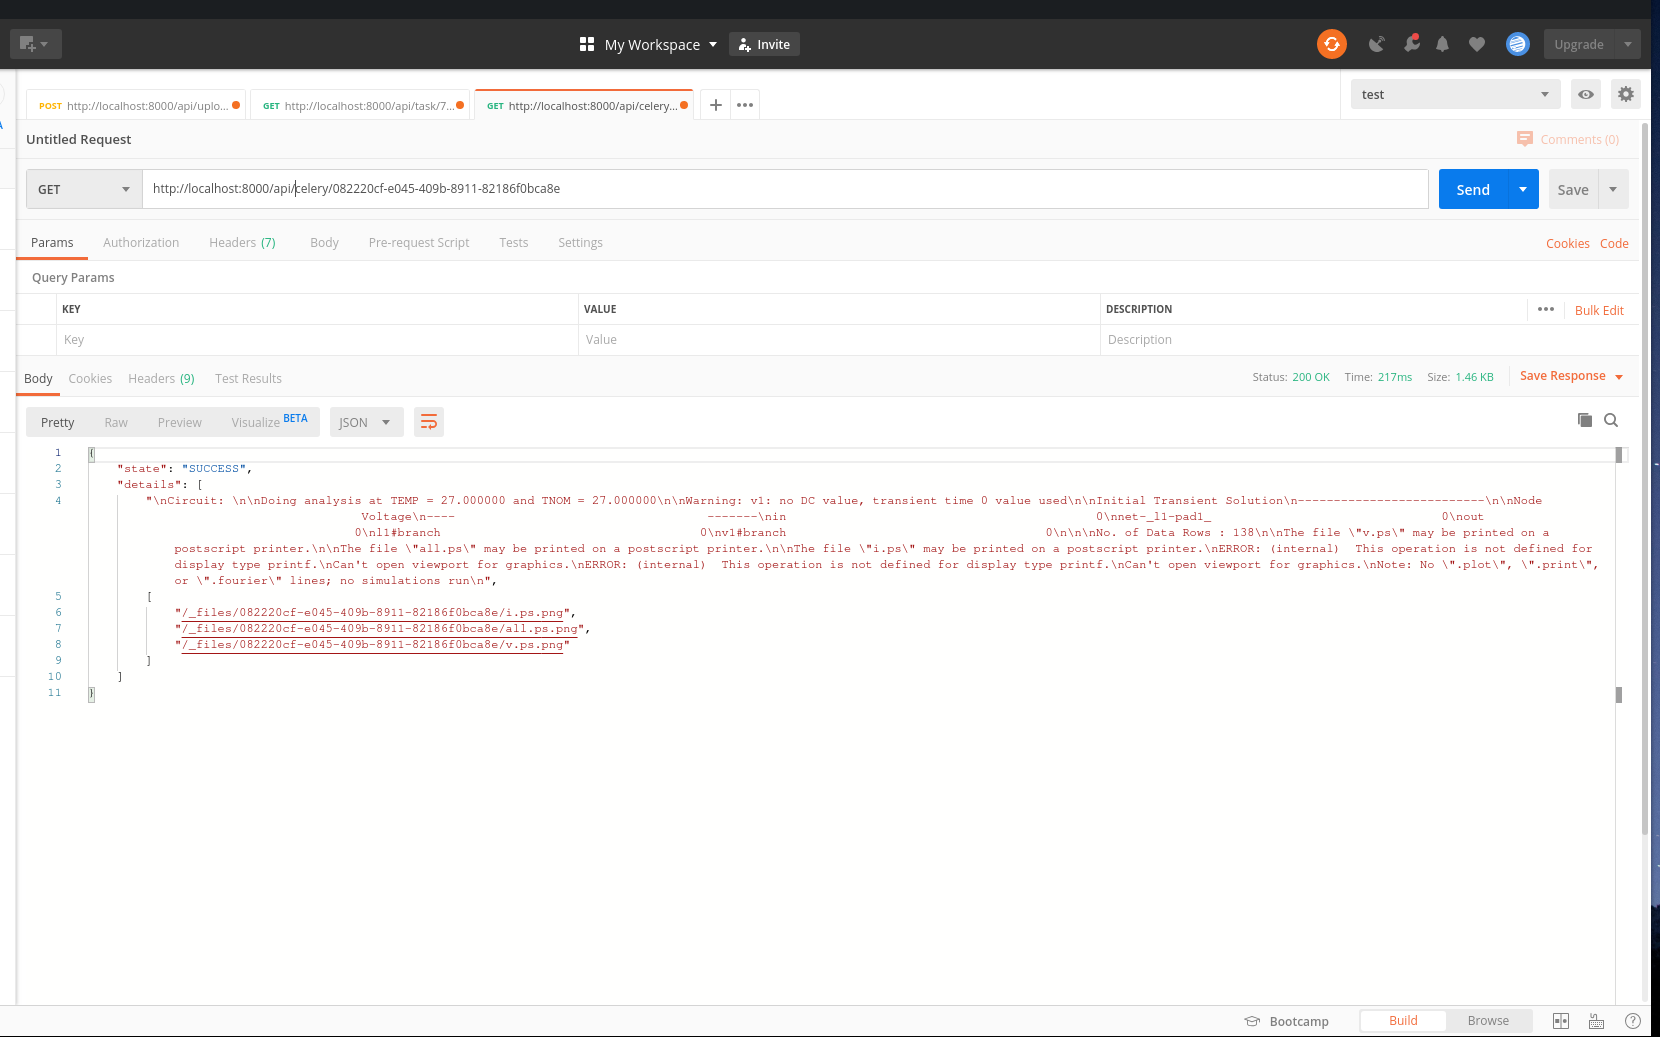 My Workspace
Invite
Upgrade
POST http://localhost:8000/api/uplo...
GET http://localhost:8000/api/task/7...
GET http://localhost:8000/api/celery...
test
Untitled Request
Comments (0)
GET
http://localhost:8000/api/celery/082220cf-e045-409b-8911-82186f0bca8e
Send
Save
Params
Authorization
Headers (7)
Body
Pre-request Script
Tests
Settings
Cookies
Code
Query Params
KEY
VALUE
DESCRIPTION
Bulk Edit
Key
Value
Description
Body
Cookies
Headers (9)
Test Results
Status: 200 OK
Time: 217ms
Size: 1.46 KB
Save Response
Pretty
Raw
Preview
Visualize BETA
JSON
1 {
2 "state": "SUCCESS",
3 "details": [
4 "\nCircuit: \n\nDoing analysis at TEMP = 27.000000 and TNOM = 27.000000\n\nWarning: v1: no DC value, transient time 0 value used\n\nInitial Transient Solution\n--------------------------\n\nNode
Voltage\n---- -------\nin 0\nnet-_l1-pad1_ 0\nout
0\nl1#branch 0\nv1#branch 0\n\n\nNo. of Data Rows : 138\n\nThe file \"v.ps\" may be printed on a
postscript printer.\n\nThe file \"all.ps\" may be printed on a postscript printer.\n\nThe file \"i.ps\" may be printed on a postscript printer.\nERROR: (internal)  This operation is not defined for
display type printf.\nCan't open viewport for graphics.\nERROR: (internal)  This operation is not defined for display type printf.\nCan't open viewport for graphics.\nNote: No \".plot\", \".print\",
or \".fourier\" lines; no simulations run\n",
5 [
6 "/_files/082220cf-e045-409b-8911-82186f0bca8e/i.ps.png",
7 "/_files/082220cf-e045-409b-8911-82186f0bca8e/all.ps.png",
8 "/_files/082220cf-e045-409b-8911-82186f0bca8e/v.ps.png"
9 ]
10 ]
11 }
Bootcamp
Build
Browse